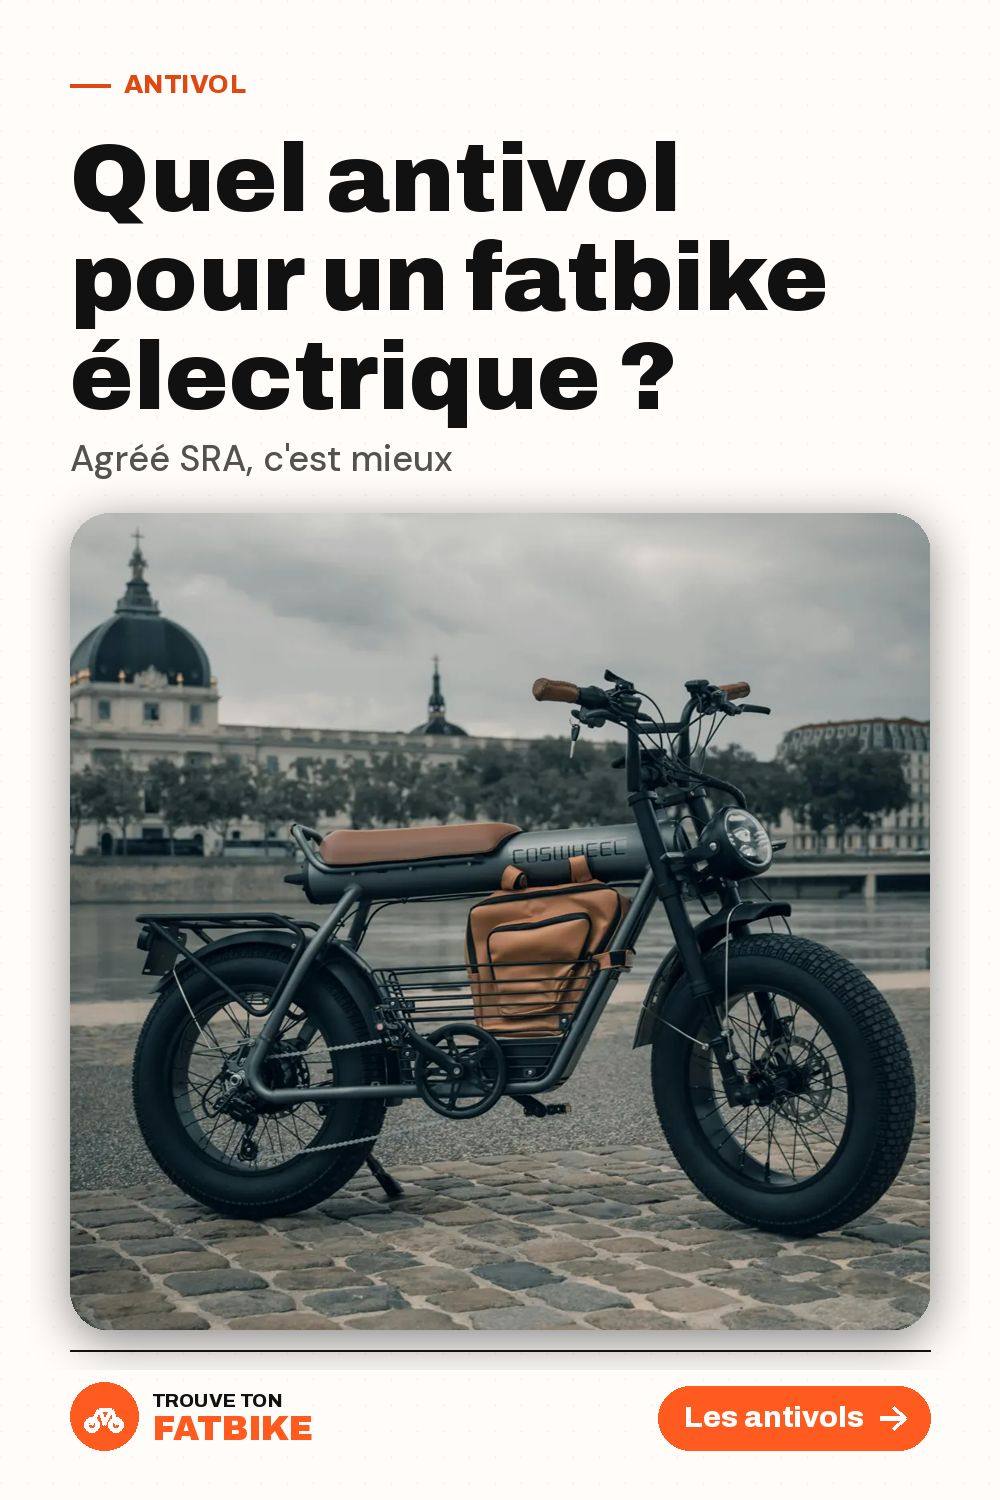 ANTIVOL
Quel antivol
pour un fatbike
électrique ?
Agréé SRA, c'est mieux
COSWHEEL
TROUVE TON
FATBIKE
Les antivols